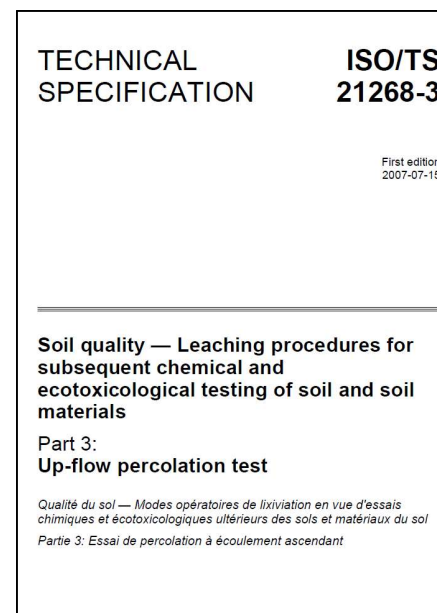 TECHNICAL
SPECIFICATION
ISO/TS
21268-3
First edition
2007-07-15
Soil quality — Leaching procedures for
subsequent chemical and
ecotoxicological testing of soil and soil
materials
Part 3:
Up-flow percolation test
Qualité du sol — Modes opératoires de lixiviation en vue d'essais
chimiques et écotoxicologiques ultérieurs des sols et matériaux du sol
Partie 3: Essai de percolation à écoulement ascendant